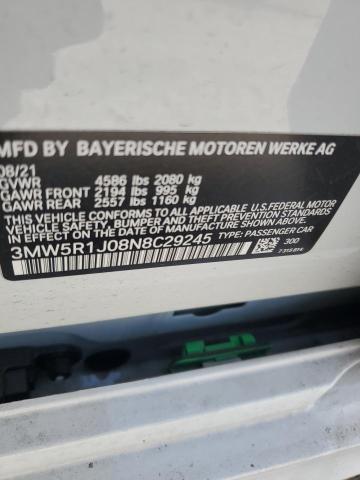 MFD BY BAYERISCHE MOTOREN WERKE AG
08/21
GVWR 4586 lbs 2080 kg
GAWR FRONT 2194 lbs 995 kg
GAWR REAR 2557 lbs 1160 kg
THIS VEHICLE CONFORMS TO ALL APPLICABLE U.S. FEDERAL MOTOR
VEHICLE SAFETY, BUMPER AND THEFT PREVENTION STANDARDS
IN EFFECT ON THE DATE OF MANUFACTURE SHOWN ABOVE.
3MW5R1J08N8C29245 TYPE: PASSENGER CAR
300